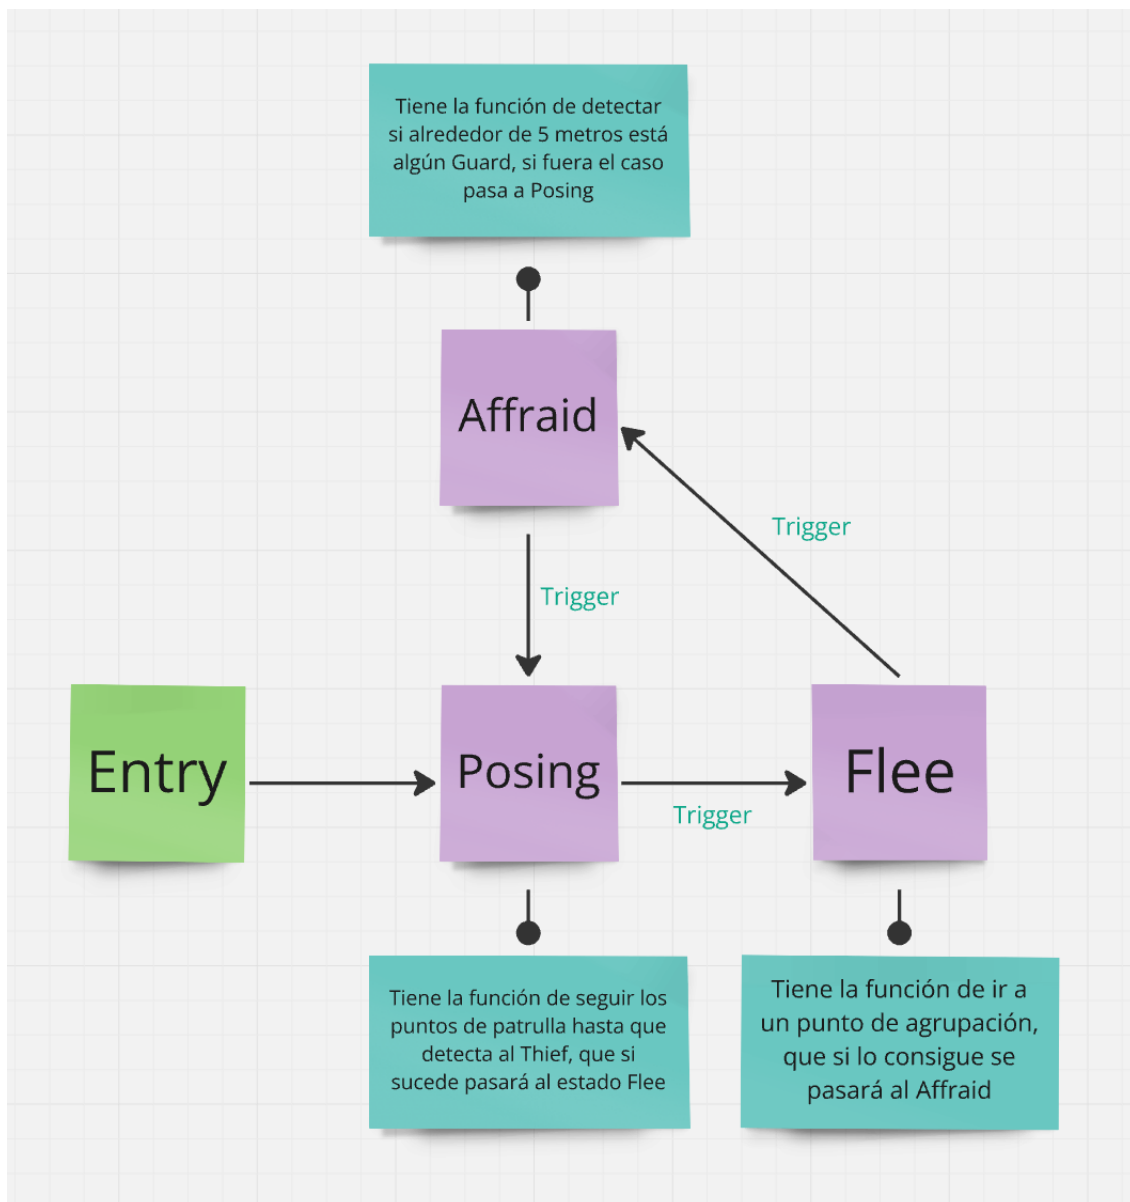 Tiene la función de detectar
si alrededor de 5 metros está
algún Guard, si fuera el caso
pasa a Posing
Affraid
Trigger
Trigger
Entry
Posing
Flee
Trigger
Tiene la función de seguir los
puntos de patrulla hasta que
detecta al Thief, que si
sucede pasará al estado Flee
Tiene la función de ir a
un punto de agrupación,
que si lo consigue se
pasará al Affraid